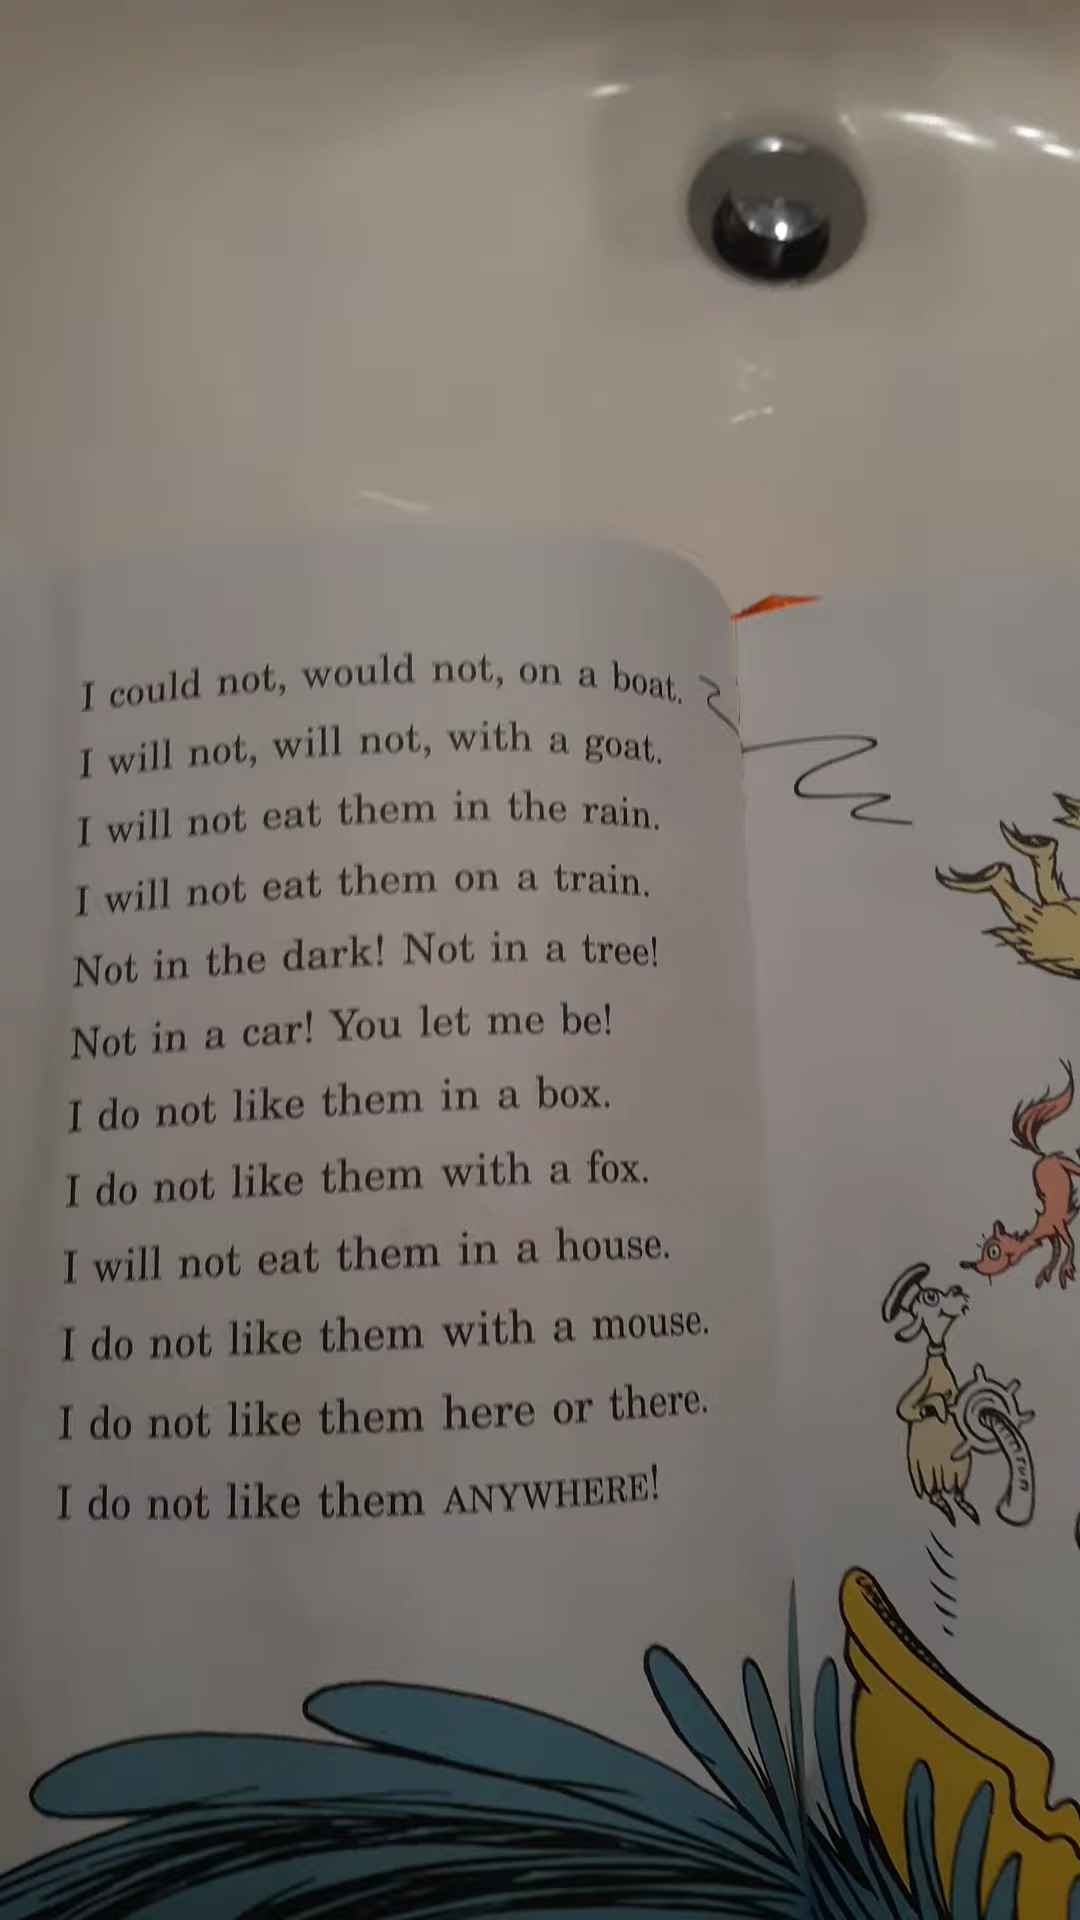 I could not, would not, on a boat.
I will not, will not, with a goat.
I will not eat them in the rain.
I will not eat them on a train.
Not in the dark! Not in a tree!
Not in a car! You let me be!
I do not like them in a box.
I do not like them with a fox.
I will not eat them in a house.
I do not like them with a mouse.
I do not like them here or there.
I do not like them ANYWHERE!